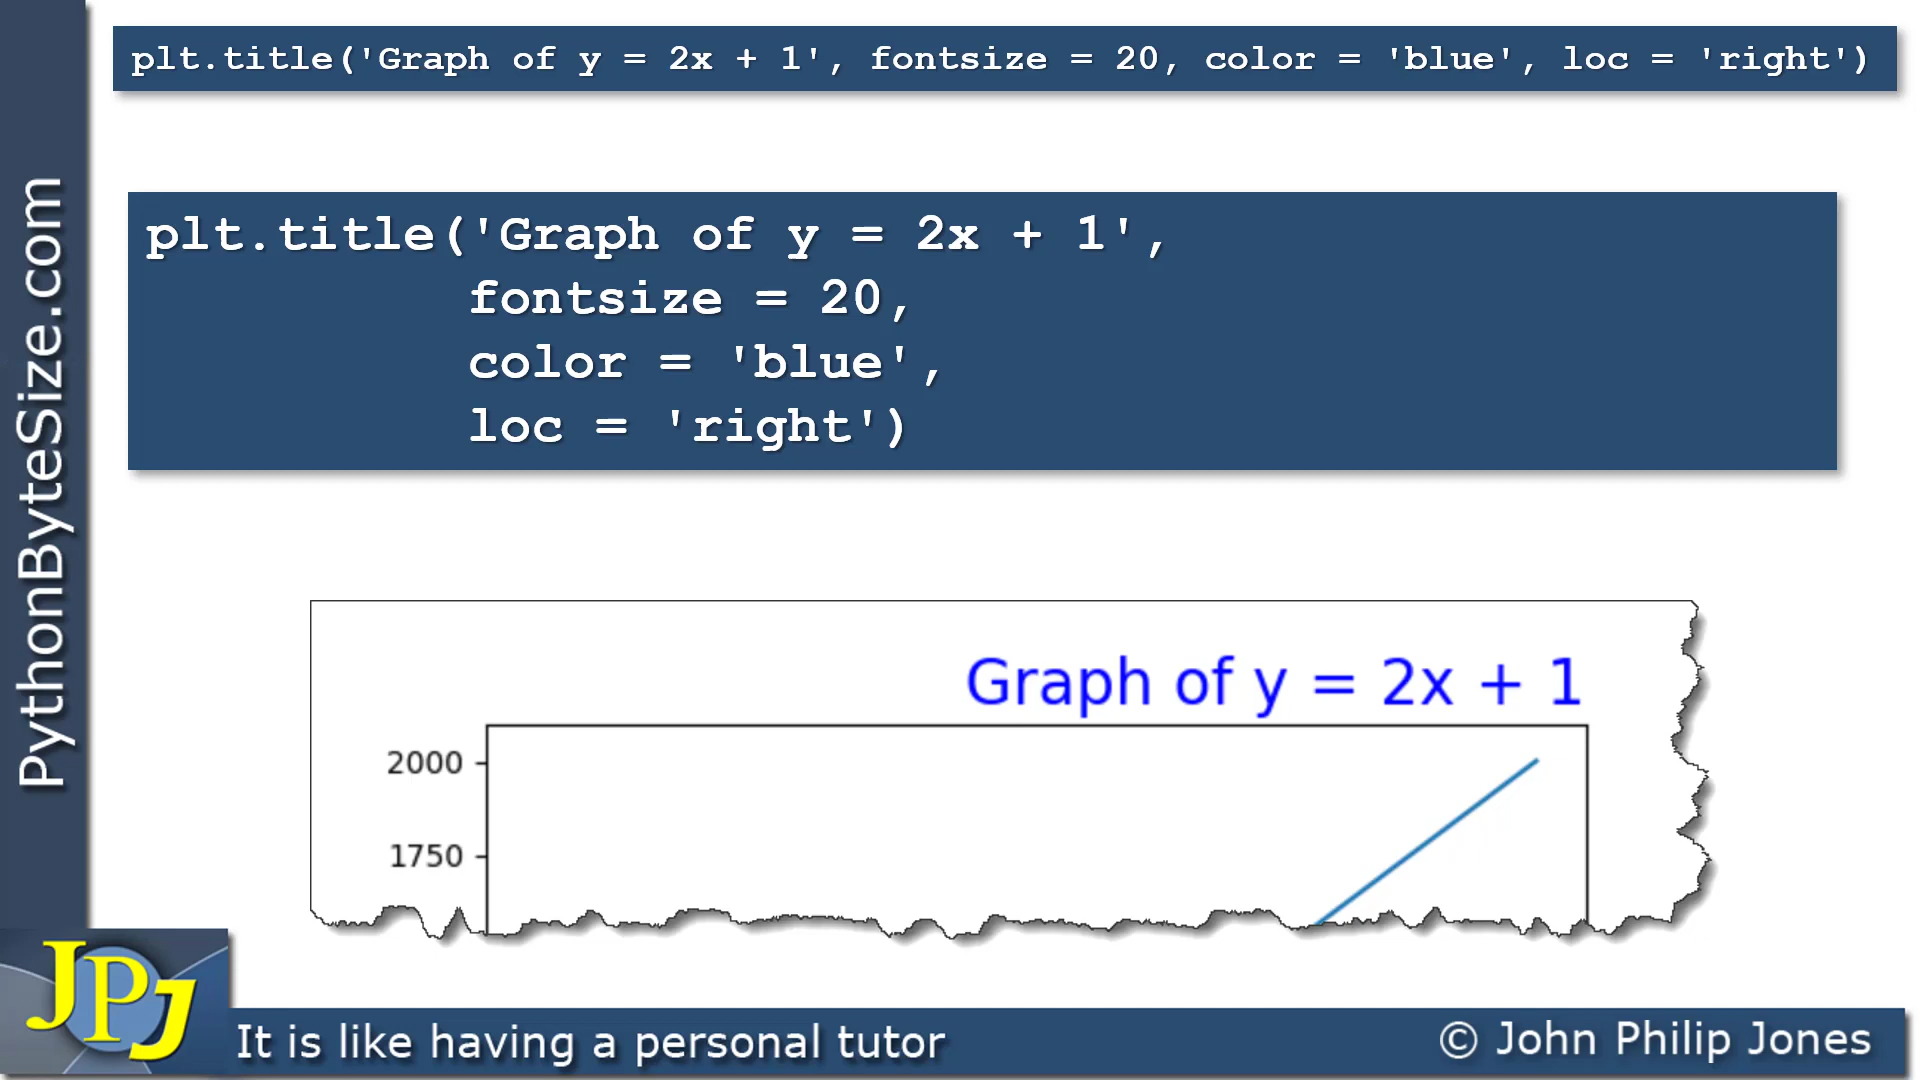 plt.title('Graph of y = 2x + 1', fontsize = 20, color = 'blue', loc = 'right')
plt.title('Graph of y = 2x + 1',
fontsize = 20,
color = 'blue',
loc = 'right')
PythonByteSize.com
Graph of y = 2x + 1
2000
1750
JPJ
It is like having a personal tutor
© John Philip Jones